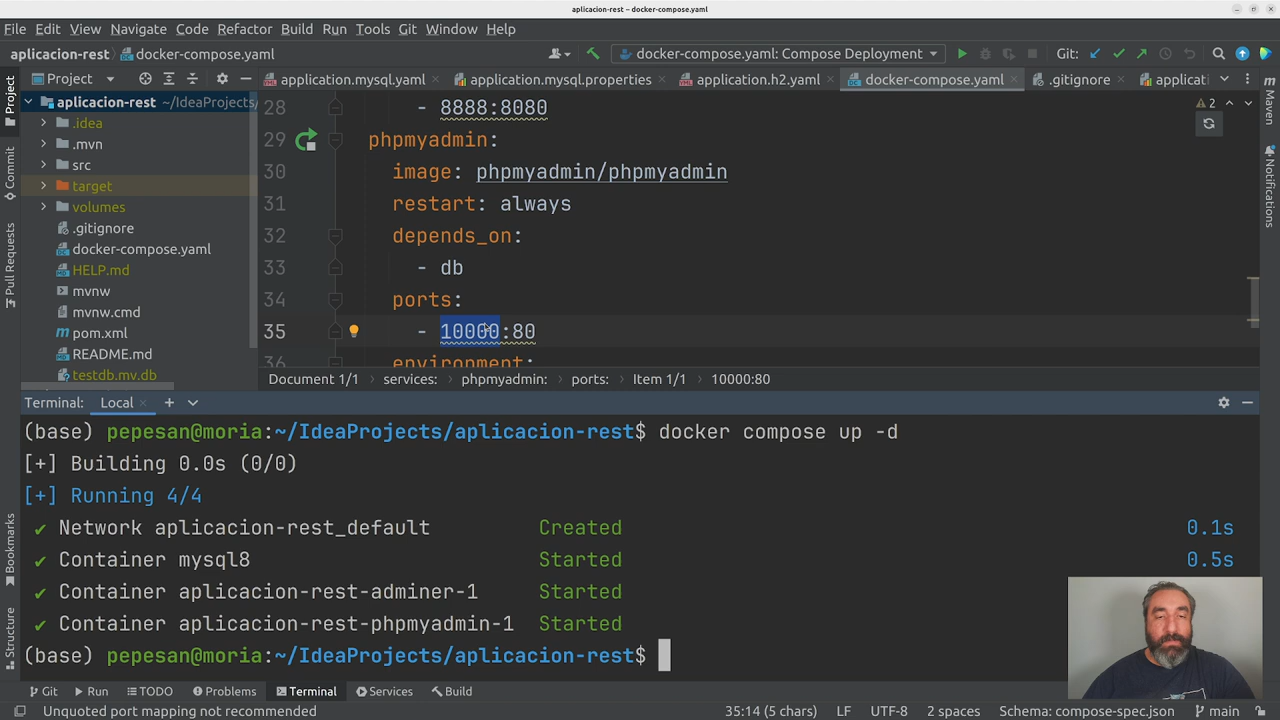 aplicacion-rest – docker-compose.yaml
File Edit View Navigate Code Refactor Build Run Tools Git Window Help
aplicacion-rest docker-compose.yaml docker-compose.yaml: Compose Deployment Git:
Project application.mysql.yaml application.mysql.properties application.h2.yaml docker-compose.yaml .gitignore applicati
Project
Commit
Pull Requests
Bookmarks
Structure
aplicacion-rest ~/IdeaProjects/
.idea
.mvn
src
target
volumes
.gitignore
docker-compose.yaml
HELP.md
mvnw
mvnw.cmd
pom.xml
README.md
testdb.mv.db
28 - 8888:8080
29 phpmyadmin:
30 image: phpmyadmin/phpmyadmin
31 restart: always
32 depends_on:
33 - db
34 ports:
35 - 10000:80
36 environment:
2
Maven
Notifications
Document 1/1 services: phpmyadmin: ports: Item 1/1 10000:80
Terminal: Local
(base) pepesan@moria:~/IdeaProjects/aplicacion-rest$ docker compose up -d
[+] Building 0.0s (0/0)
[+] Running 4/4
✔ Network aplicacion-rest_default Created 0.1s
✔ Container mysql8 Started 0.5s
✔ Container aplicacion-rest-adminer-1 Started
✔ Container aplicacion-rest-phpmyadmin-1 Started
(base) pepesan@moria:~/IdeaProjects/aplicacion-rest$
Git Run TODO Problems Terminal Services Build
Unquoted port mapping not recommended 35:14 (5 chars) LF UTF-8 2 spaces Schema: compose-spec.json main